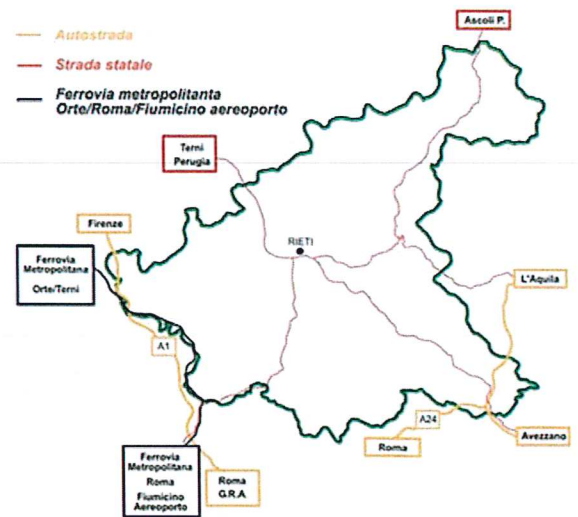 Autostrada
Strada statale
Ferrovia metropolitanta
Orte/Roma/Fiumicino aereoporto
Ascoli P.
Terni
Perugia
Firenze
Ferrovia
Metropolitana
Orte/Terni
RIETI
L'Aquila
A1
A24
Roma
Avezzano
Ferrovia
Metropolitana
Roma
Fiumicino
Aereoporto
Roma
G.R.A.